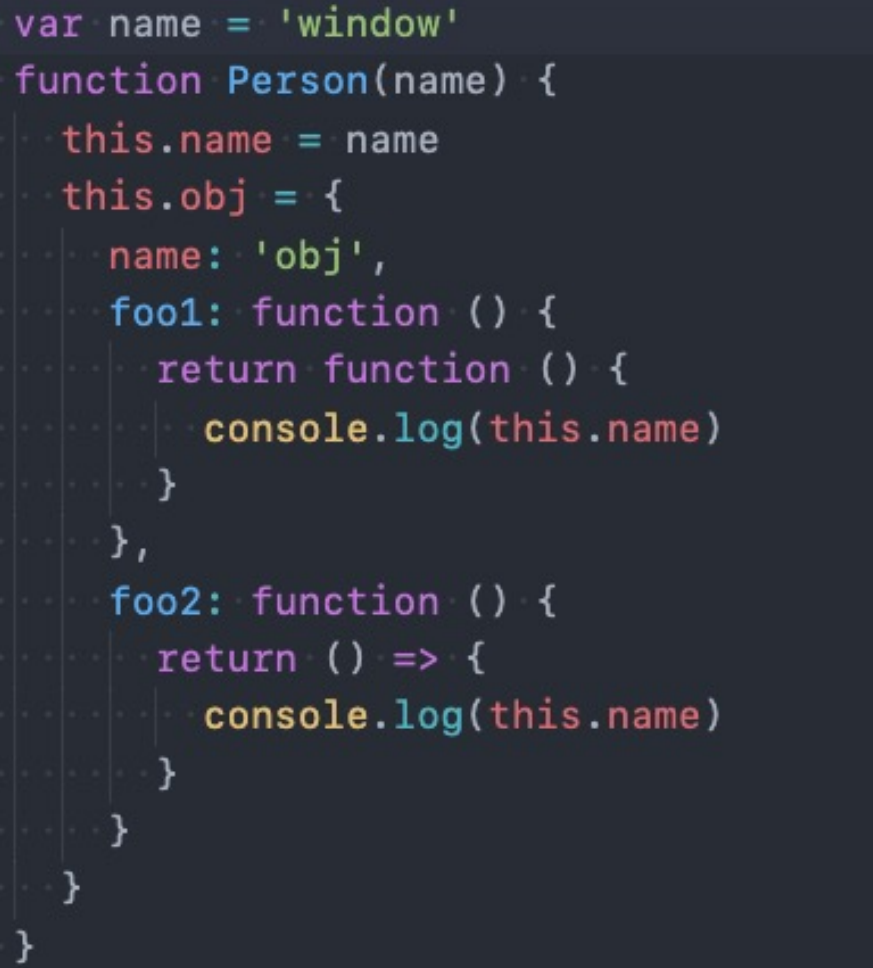 var name = 'window'
function Person(name) {
  this.name = name
  this.obj = {
    name: 'obj',
    foo1: function () {
      return function () {
        console.log(this.name)
      }
    },
    foo2: function () {
      return () => {
        console.log(this.name)
      }
    }
  }
}